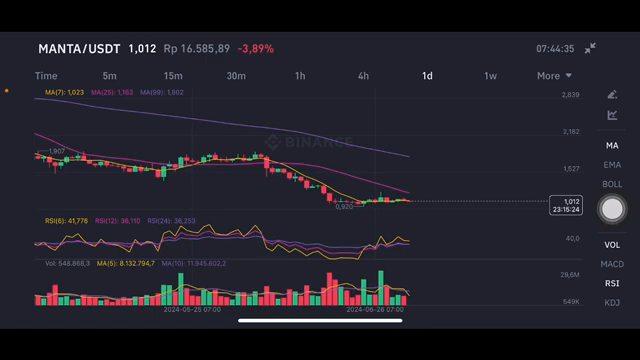 MANTA/USDT 1,012 Rp 16.585,89 -3,89% 07:44:35
Time 5m 15m 30m 1h 4h 1d 1w More
MA(7): 1,023 MA(25): 1,163 MA(99): 1,802
2,839
2,182
1,907
1,527
BINANCE
1,012
23:15:24
0,920
MA
EMA
BOLL
RSI(6): 41,776 RSI(12): 36,110 RSI(24): 36,253
40,0
Vol: 548.868,3 MA(5): 8.132.794,7 MA(10): 11.945.602,2
29,6M
549K
VOL
MACD
RSI
KDJ
2024-05-25 07:00 2024-06-26 07:00